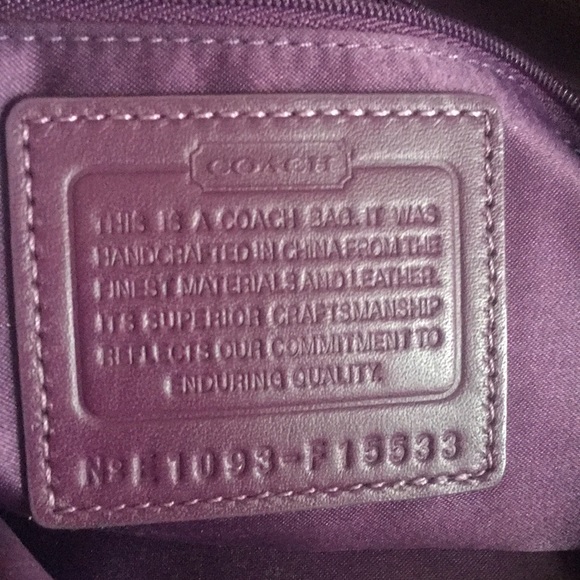 COACH
THIS IS A COACH BAG. IT WAS
HANDCRAFTED IN CHINA FROM THE
FINEST MATERIALS AND LEATHER.
ITS SUPERIOR CRAFTSMANSHIP
REFLECTS OUR COMMITMENT TO
ENDURING QUALITY.
No E1093-F15533